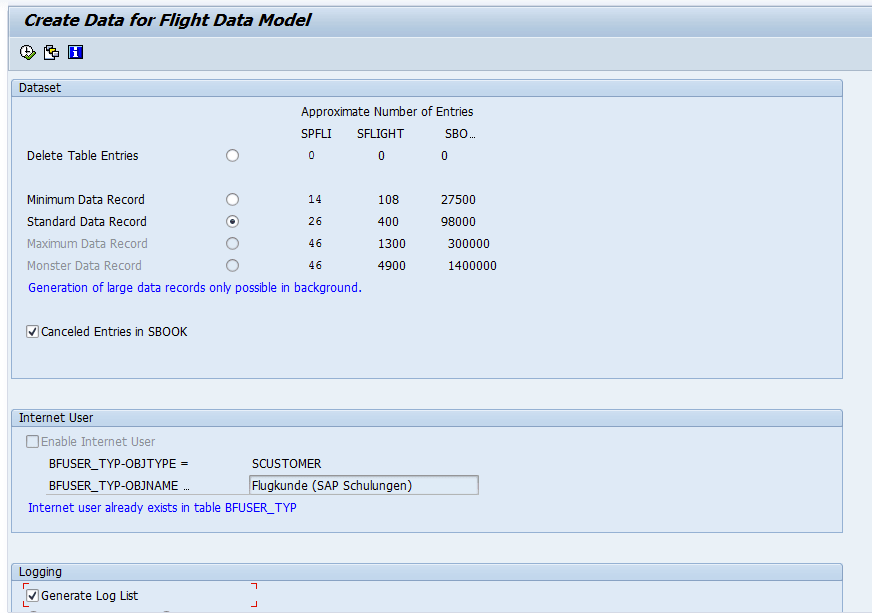 Create Data for Flight Data Model
Dataset
Approximate Number of Entries
SPFLI SFLIGHT SBO...
Delete Table Entries 0 0 0
Minimum Data Record 14 108 27500
Standard Data Record 26 400 98000
Maximum Data Record 46 1300 300000
Monster Data Record 46 4900 1400000
Generation of large data records only possible in background.
Canceled Entries in SBOOK
Internet User
Enable Internet User
BFUSER_TYP-OBJTYPE = SCUSTOMER
BFUSER_TYP-OBJNAME ... Flugkunde (SAP Schulungen)
Internet user already exists in table BFUSER_TYP
Logging
Generate Log List